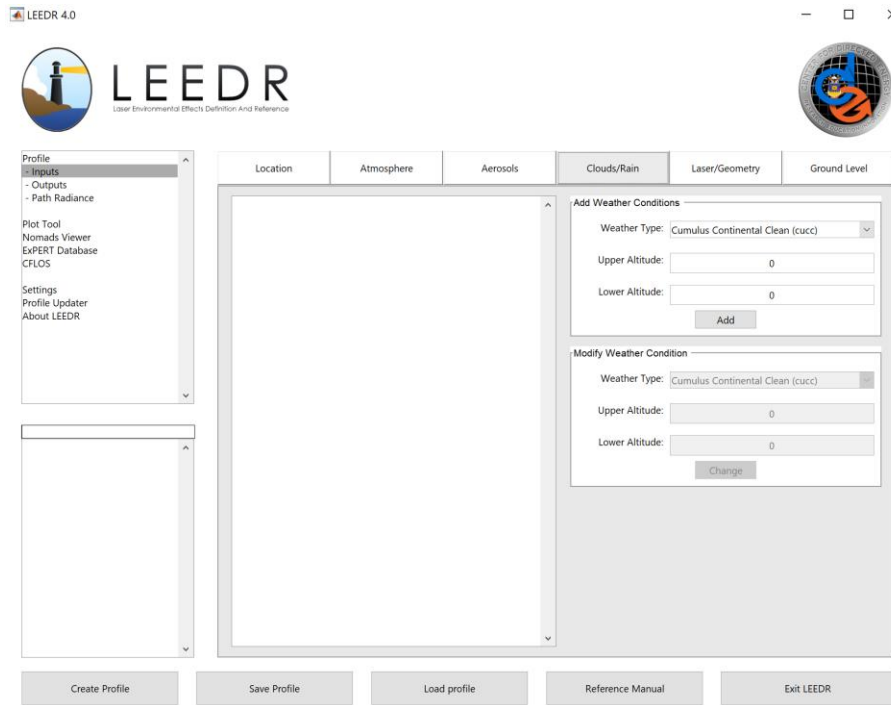 LEEDR 4.0
LEEDR
Laser Environmental Effects Definition And Reference
Profile
- Inputs
- Outputs
- Path Radiance
Plot Tool
Nomads Viewer
ExPERT Database
CFLOS
Settings
Profile Updater
About LEEDR
Location
Atmosphere
Aerosols
Clouds/Rain
Laser/Geometry
Ground Level
Add Weather Conditions
Weather Type: Cumulus Continental Clean (cucc)
Upper Altitude: 0
Lower Altitude: 0
Add
Modify Weather Condition
Weather Type: Cumulus Continental Clean (cucc)
Upper Altitude: 0
Lower Altitude: 0
Change
Create Profile
Save Profile
Load profile
Reference Manual
Exit LEEDR